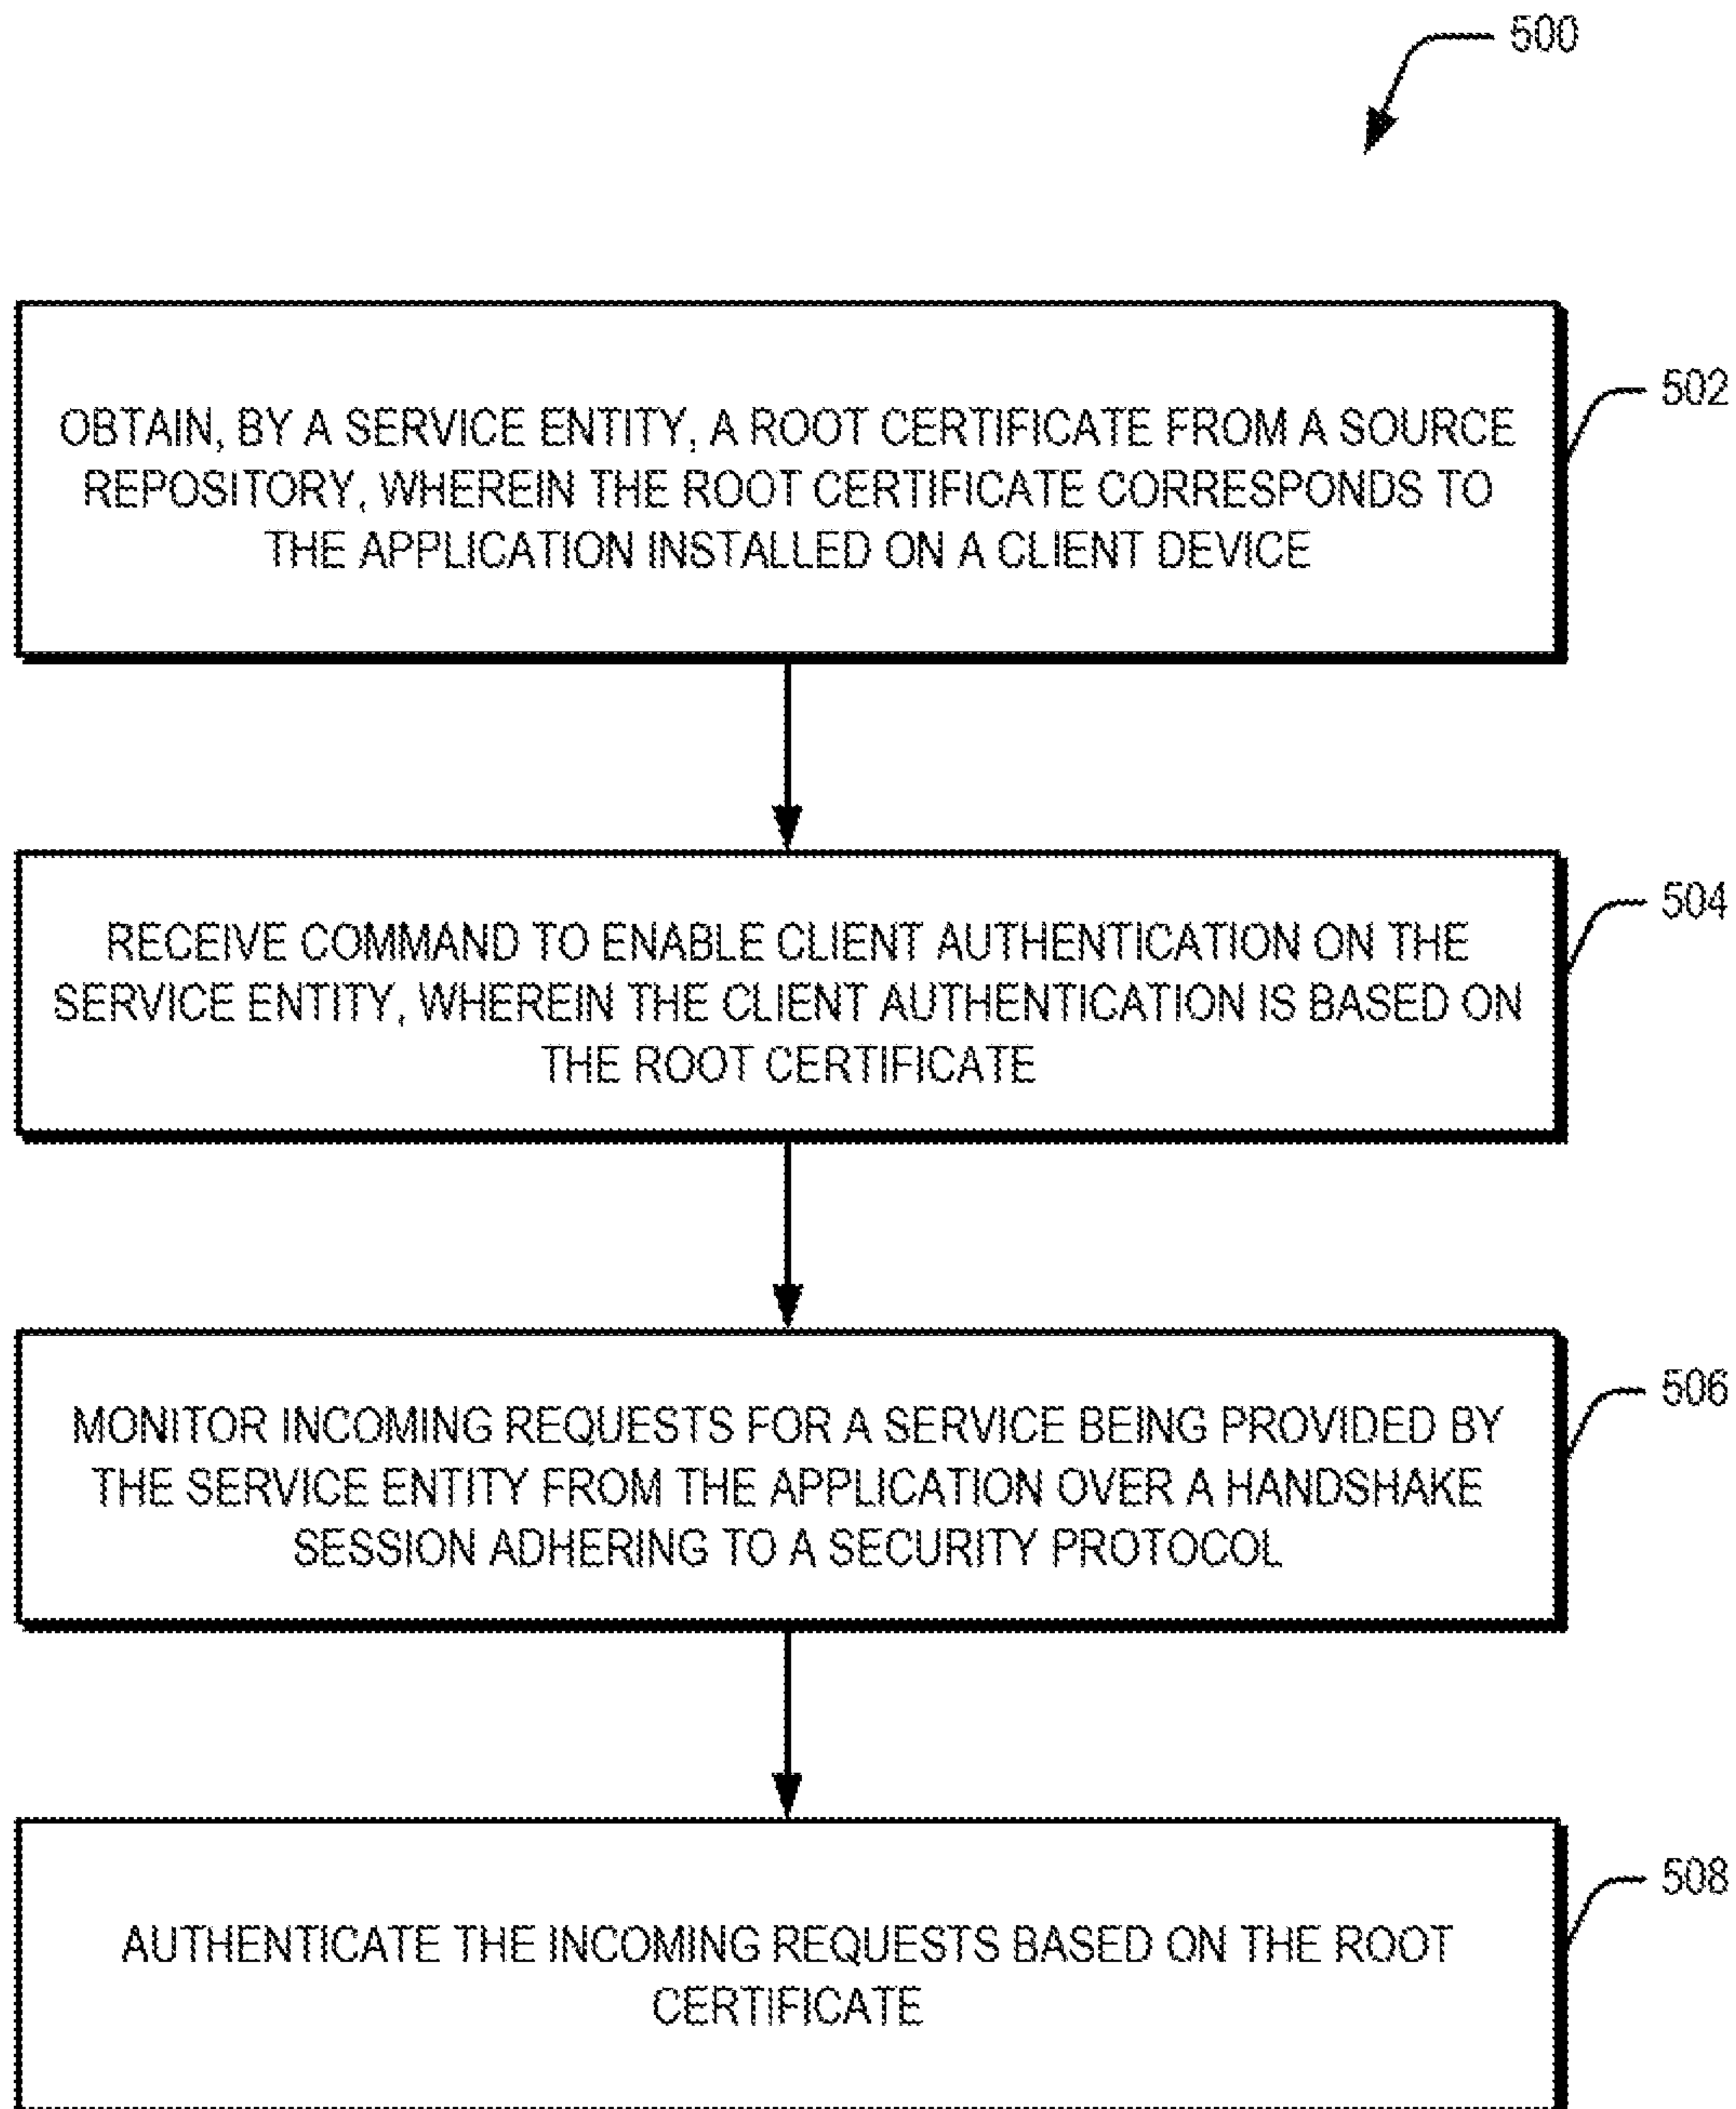 500
OBTAIN, BY A SERVICE ENTITY, A ROOT CERTIFICATE FROM A SOURCE
REPOSITORY, WHEREIN THE ROOT CERTIFICATE CORRESPONDS TO
THE APPLICATION INSTALLED ON A CLIENT DEVICE
502
RECEIVE COMMAND TO ENABLE CLIENT AUTHENTICATION ON THE
SERVICE ENTITY, WHEREIN THE CLIENT AUTHENTICATION IS BASED ON
THE ROOT CERTIFICATE
504
MONITOR INCOMING REQUESTS FOR A SERVICE BEING PROVIDED BY
THE SERVICE ENTITY FROM THE APPLICATION OVER A HANDSHAKE
SESSION ADHERING TO A SECURITY PROTOCOL
506
AUTHENTICATE THE INCOMING REQUESTS BASED ON THE ROOT
CERTIFICATE
508